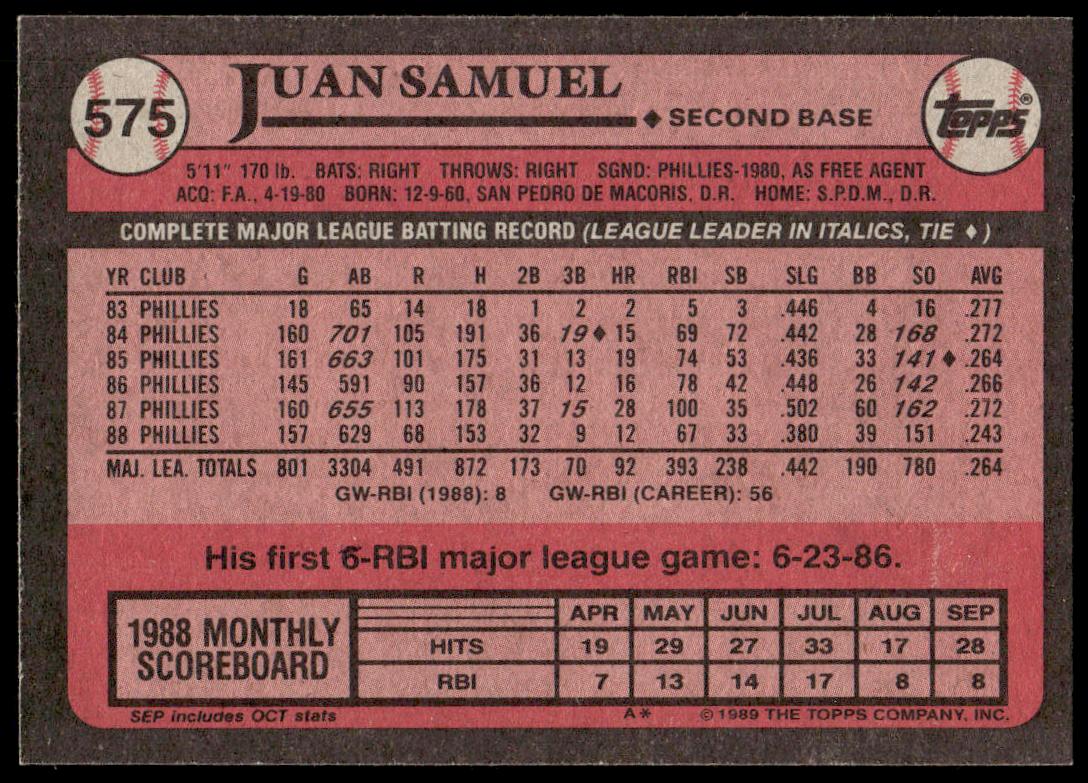 575
JUAN SAMUEL
◆ SECOND BASE
Topps®
5'11" 170 lb. BATS: RIGHT THROWS: RIGHT SGND: PHILLIES-1980, AS FREE AGENT
ACQ: F.A., 4-19-80 BORN: 12-9-60, SAN PEDRO DE MACORIS, D.R. HOME: S.P.D.M., D.R.
COMPLETE MAJOR LEAGUE BATTING RECORD (LEAGUE LEADER IN ITALICS, TIE ♦)
YR CLUB G AB R H 2B 3B HR RBI SB SLG BB SO AVG
83 PHILLIES 18 65 14 18 1 2 2 5 3 .446 4 16 .277
84 PHILLIES 160 701 105 191 36 19♦ 15 69 72 .442 28 168 .272
85 PHILLIES 161 663 101 175 31 13 19 74 53 .436 33 141♦ .264
86 PHILLIES 145 591 90 157 36 12 16 78 42 .448 26 142 .266
87 PHILLIES 160 655 113 178 37 15 28 100 35 .502 60 162 .272
88 PHILLIES 157 629 68 153 32 9 12 67 33 .380 39 151 .243
MAJ. LEA. TOTALS 801 3304 491 872 173 70 92 393 238 .442 190 780 .264
GW-RBI (1988): 8 GW-RBI (CAREER): 56
His first 6-RBI major league game: 6-23-86.
1988 MONTHLY
SCOREBOARD
APR MAY JUN JUL AUG SEP
HITS 19 29 27 33 17 28
RBI 7 13 14 17 8 8
SEP includes OCT stats A* © 1989 THE TOPPS COMPANY, INC.